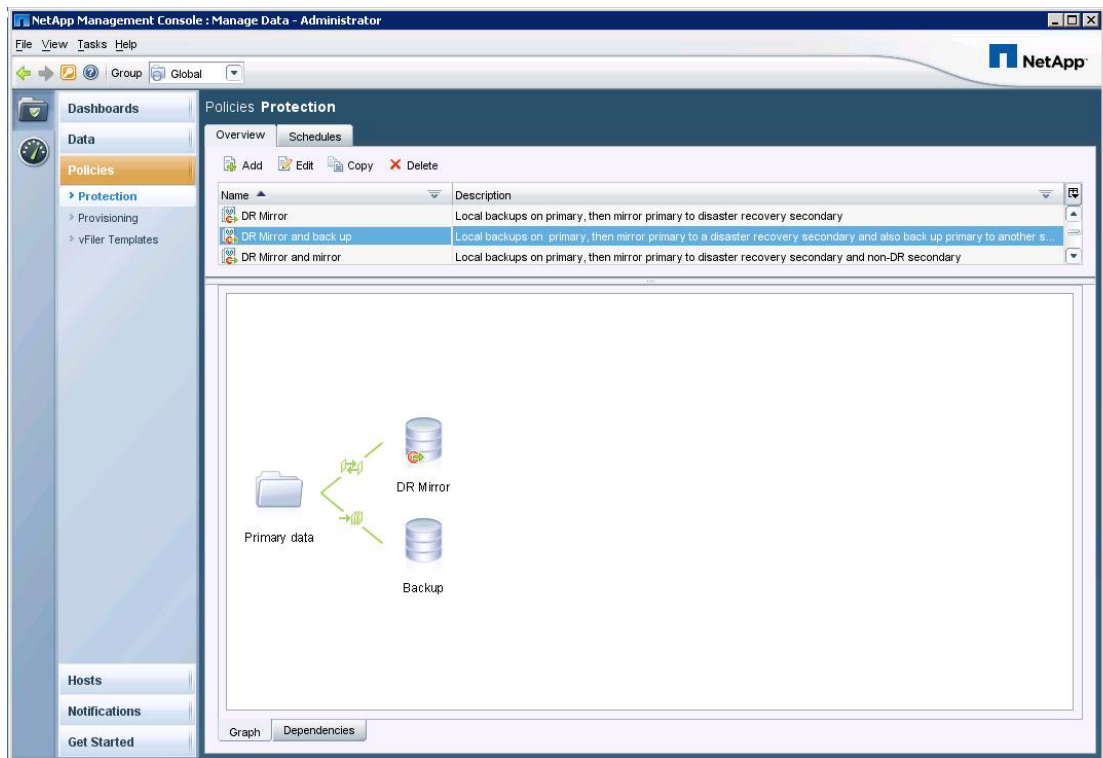 NetApp Management Console : Manage Data - Administrator
File View Tasks Help
Group Global
NetApp
Dashboards
Data
Policies
Protection
Provisioning
vFiler Templates
Hosts
Notifications
Get Started
Policies Protection
Overview Schedules
Add Edit Copy Delete
Name Description
DR Mirror Local backups on primary, then mirror primary to disaster recovery secondary
DR Mirror and back up Local backups on primary, then mirror primary to a disaster recovery secondary and also back up primary to another s...
DR Mirror and mirror Local backups on primary, then mirror primary to disaster recovery secondary and non-DR secondary
DR Mirror
Primary data
Backup
Graph Dependencies